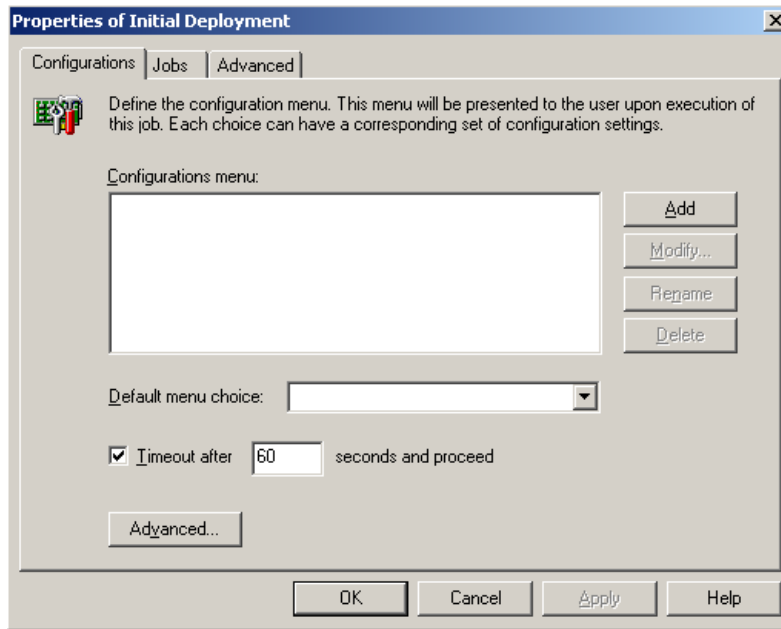 Properties of Initial Deployment
Configurations Jobs Advanced
Define the configuration menu. This menu will be presented to the user upon execution of
this job. Each choice can have a corresponding set of configuration settings.
Configurations menu:
Add
Modify...
Rename
Delete
Default menu choice:
Timeout after 60 seconds and proceed
Advanced...
OK Cancel Apply Help